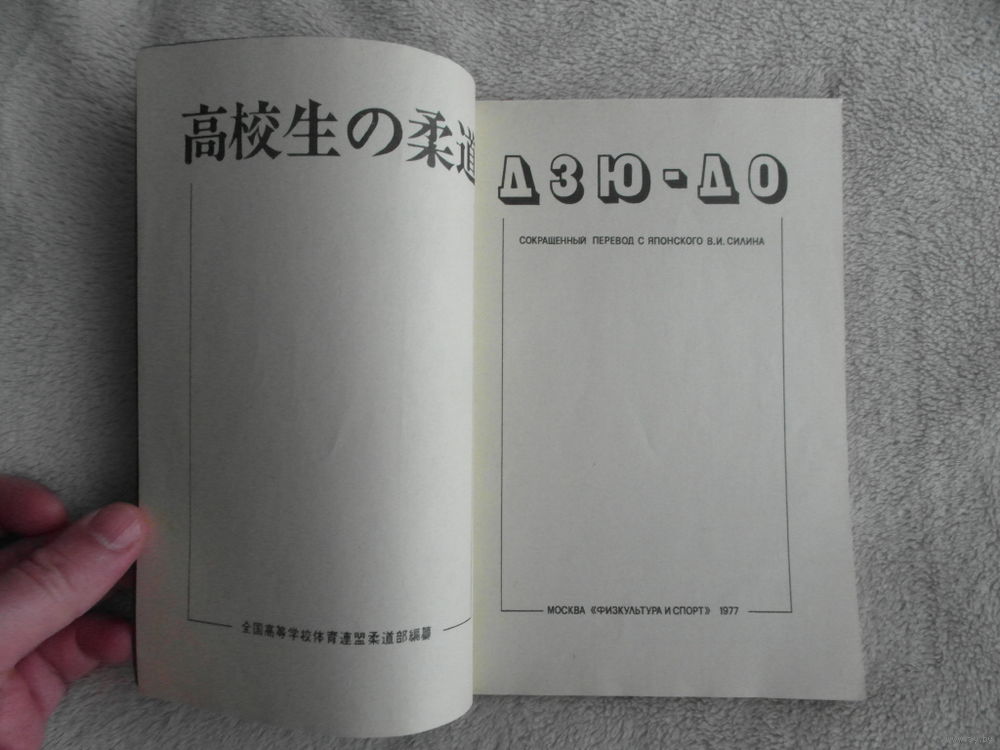 高校生の柔道
全国高等学校体育連盟柔道部編纂
ДЗЮ-ДО
СОКРАЩЕННЫЙ ПЕРЕВОД С ЯПОНСКОГО В.И. СИЛИНА
МОСКВА «ФИЗКУЛЬТУРА И СПОРТ» 1977